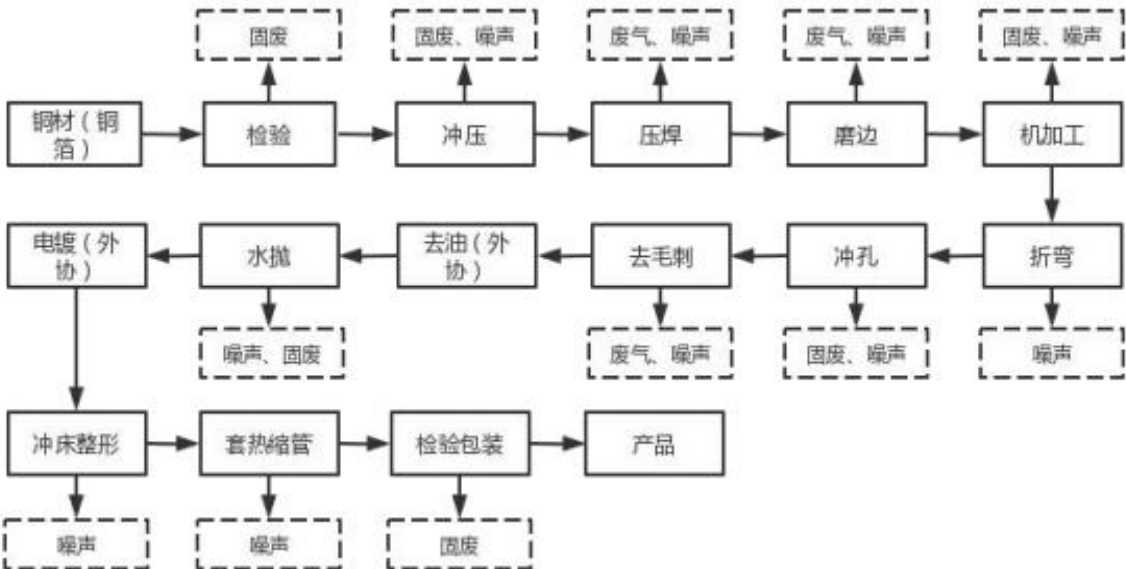 固废
固废、噪声
废气、噪声
废气、噪声
固废、噪声
铜材（铜
箔）
检验
冲压
压焊
磨边
机加工
电镀（外
协）
水抛
去油（外
协）
去毛刺
冲孔
折弯
噪声、固废
废气、噪声
固废、噪声
噪声
冲床整形
套热缩管
检验包装
产品
噪声
噪声
固废